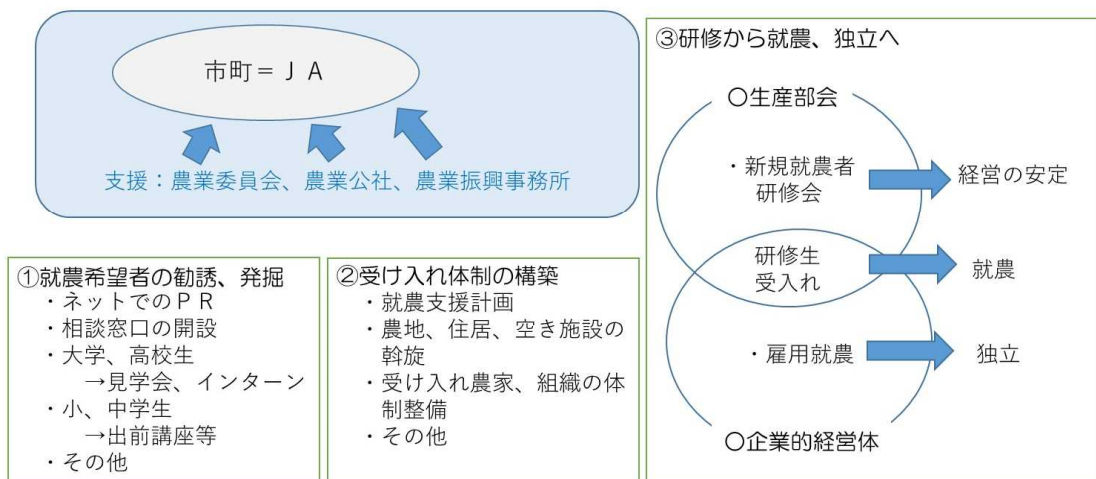 市町=ＪＡ
支援：農業委員会、農業公社、農業振興事務所
①就農希望者の勧誘、発掘
・ネットでのＰＲ
・相談窓口の開設
・大学、高校生
→見学会、インターン
・小、中学生
→出前講座等
・その他
②受け入れ体制の構築
・就農支援計画
・農地、住居、空き施設の
斡旋
・受け入れ農家、組織の体
制整備
・その他
③研修から就農、独立へ
〇生産部会
・新規就農者
研修会
経営の安定
研修生
受入れ
就農
・雇用就農
独立
〇企業的経営体